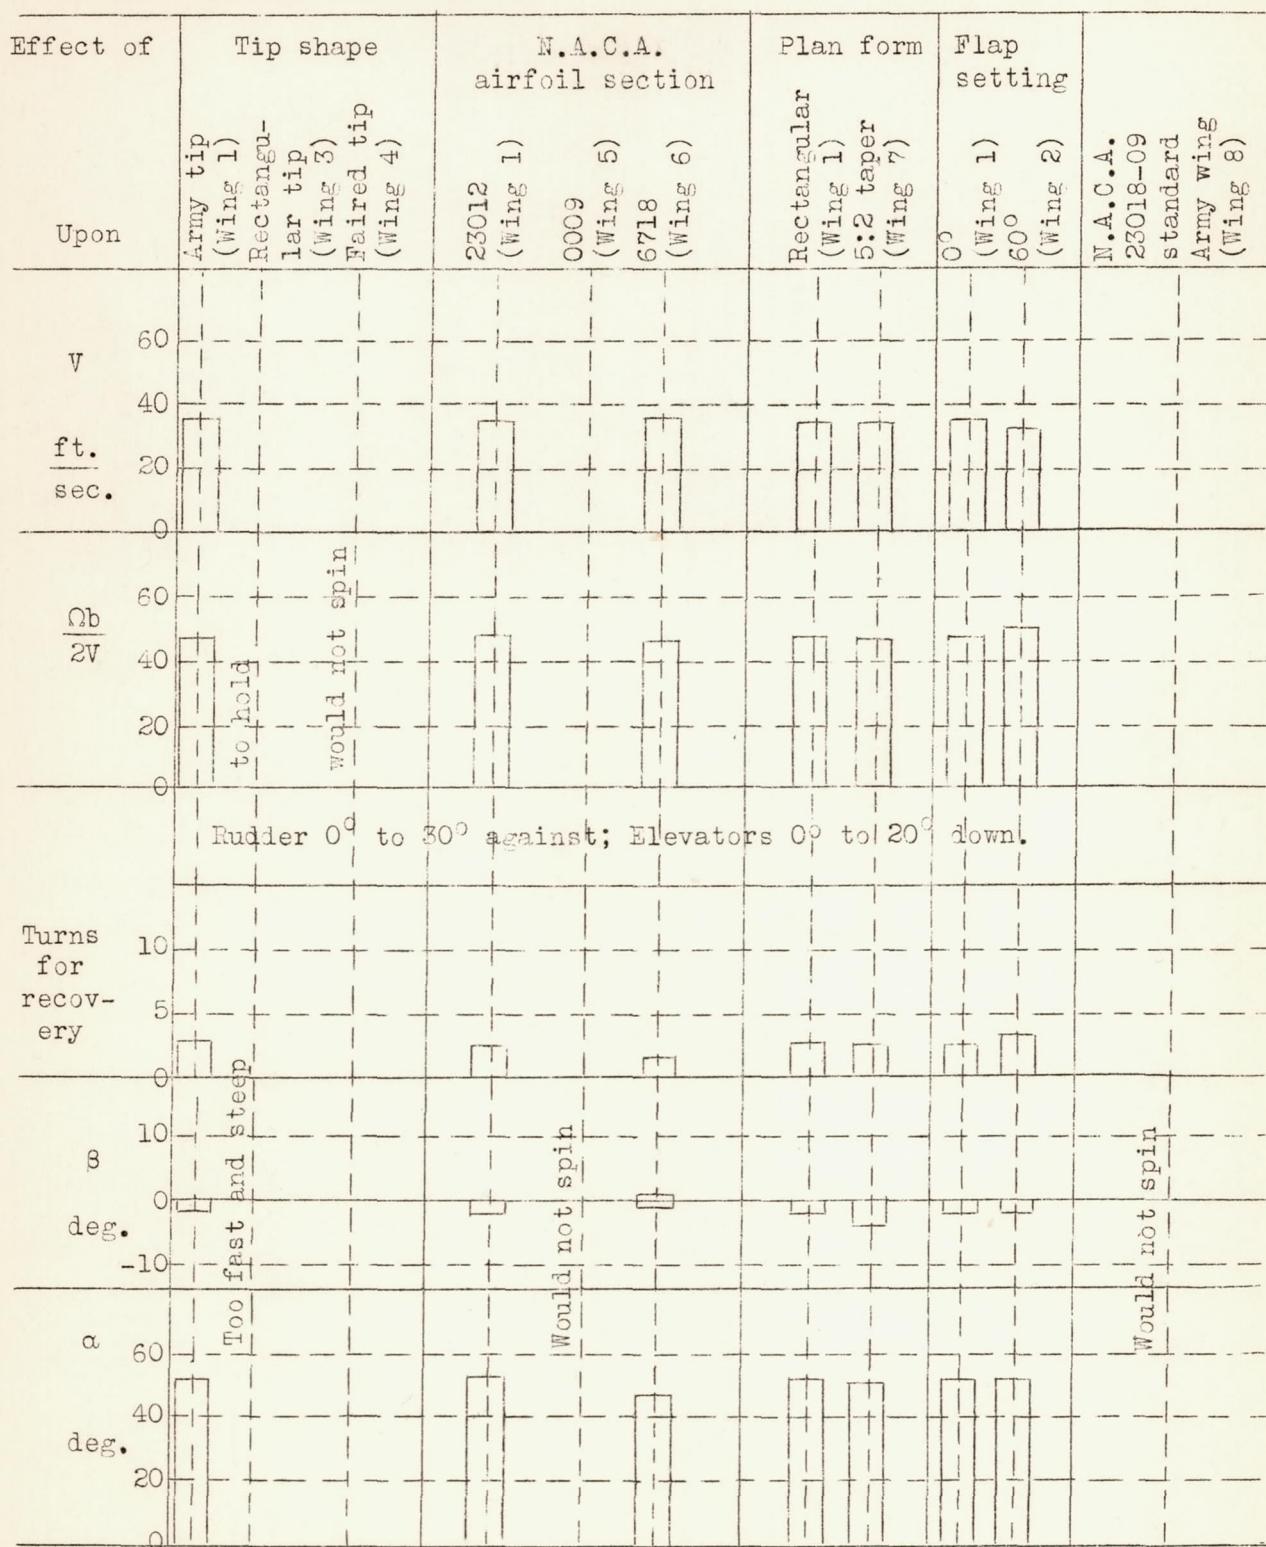 Effect of
Tip shape
N.A.C.A.
airfoil section
Plan form
Flap
setting
Upon
Army tip
(Wing 1)
Rectangu-
lar tip
(Wing 3)
Faired tip
(Wing 4)
23012
(Wing 1)
0009
(Wing 5)
6718
(Wing 6)
Rectangular
(Wing 1)
5:2 taper
(Wing 7)
0°
(Wing 1)
60°
(Wing 2)
N.A.C.A.
23018-09
standard
Army wing
(Wing 8)
V
ft.
sec.
60
40
20
0
Ωb
2V
60
40
20
0
to hold
would not spin
Rudder 0° to 30° against; Elevators 0° to 20° down.
Turns
for
recov-
ery
10
5
0
β
deg.
10
0
-10
Too fast and steep
Would not spin
Would not spin
α
deg.
60
40
20
0